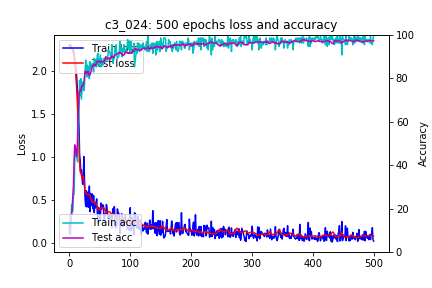 c3_024: 500 epochs loss and accuracy
Train loss
Test loss
Train acc
Test acc
Loss
Accuracy
2.0
1.5
1.0
0.5
0.0
100
80
60
40
20
0
0 100 200 300 400 500